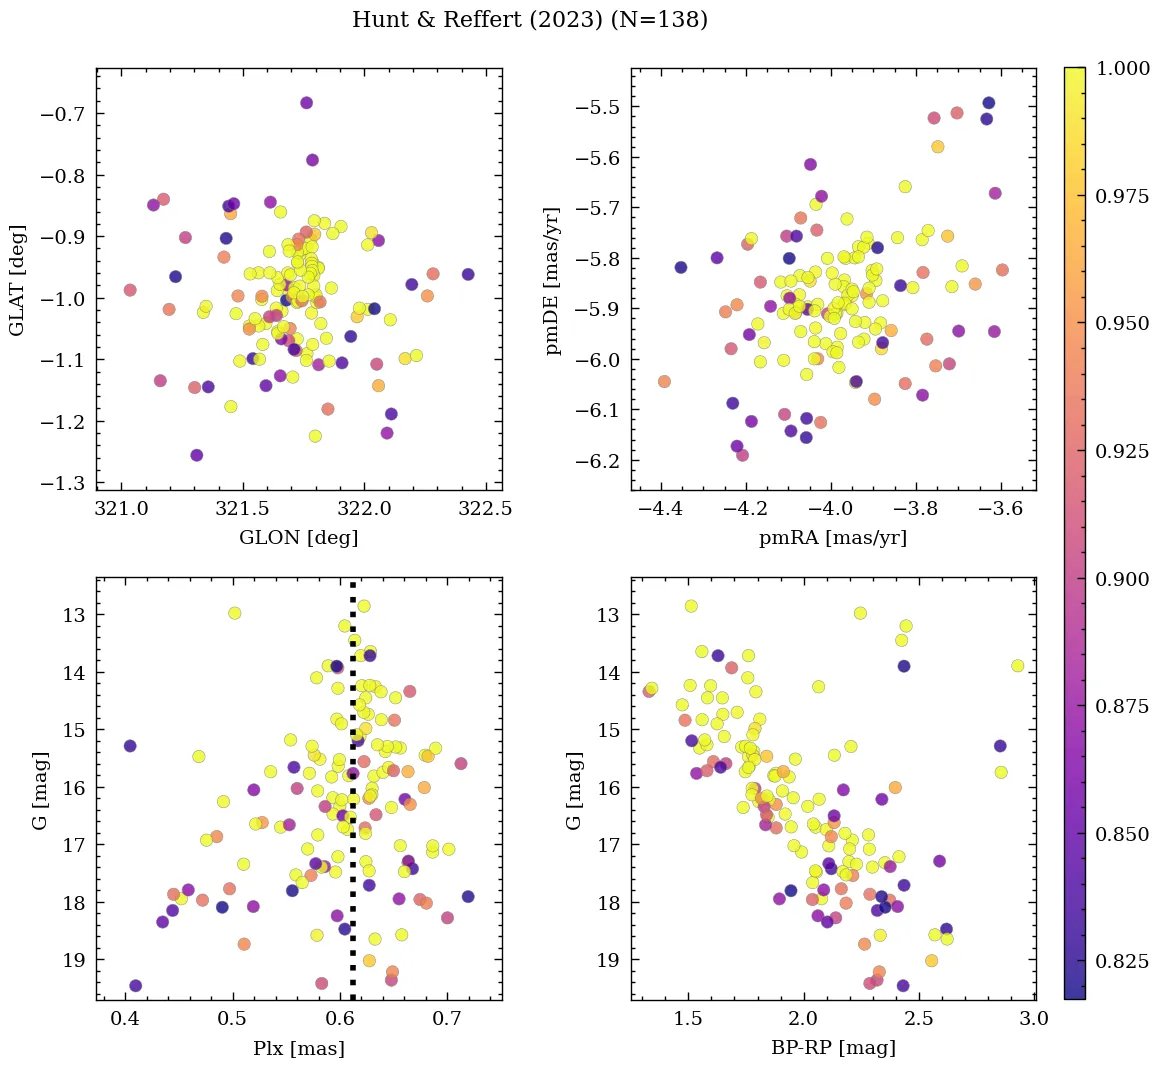 Hunt & Reffert (2023) (N=138)
−0.7
−0.8
−0.9
−1.0
−1.1
−1.2
−1.3
GLAT [deg]
321.0 321.5 322.0 322.5
GLON [deg]
−5.5
−5.6
−5.7
−5.8
−5.9
−6.0
−6.1
−6.2
pmDE [mas/yr]
−4.4 −4.2 −4.0 −3.8 −3.6
pmRA [mas/yr]
1.000
0.975
0.950
0.925
0.900
0.875
0.850
0.825
13
14
15
16
17
18
19
G [mag]
0.4 0.5 0.6 0.7
Plx [mas]
13
14
15
16
17
18
19
G [mag]
1.5 2.0 2.5 3.0
BP-RP [mag]